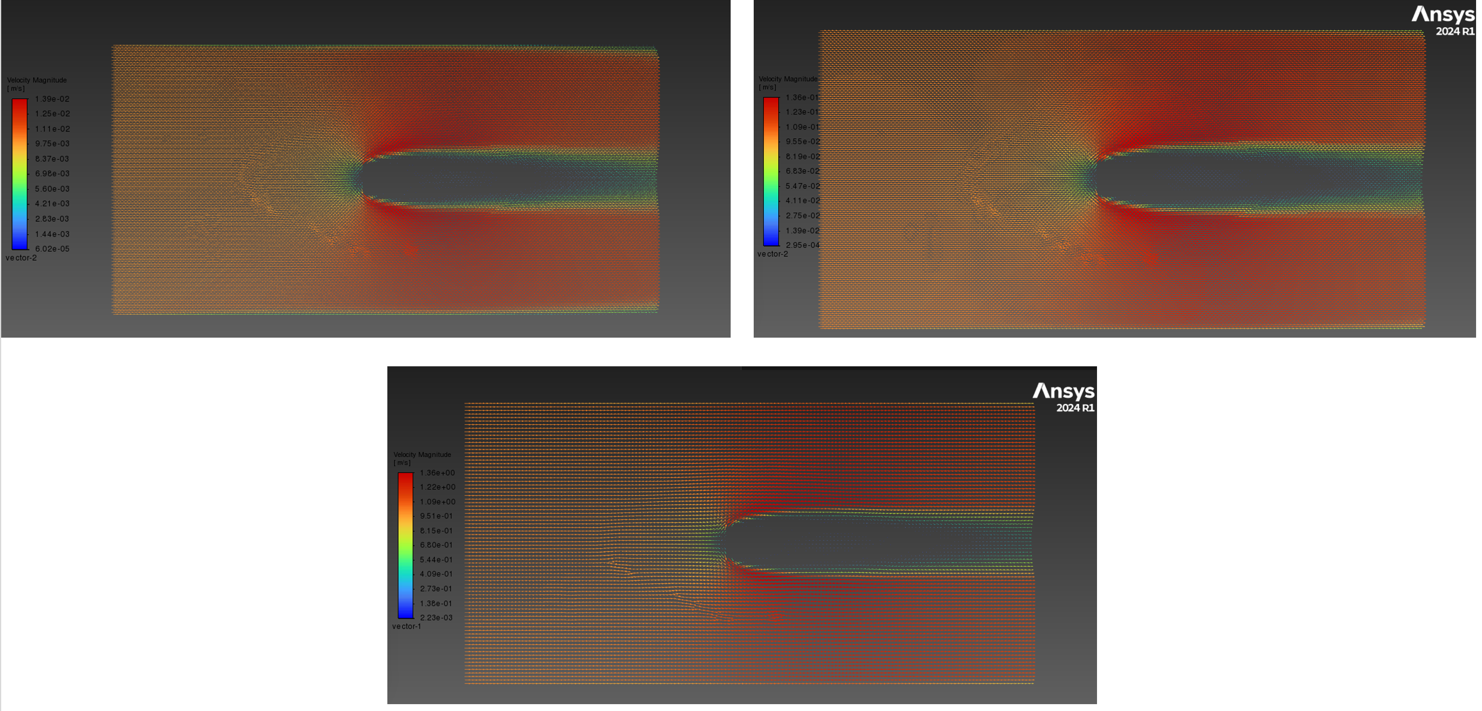 Velocity Magnitude
[m/s]
1.39e-02
1.25e-02
1.11e-02
9.75e-03
8.37e-03
6.98e-03
5.60e-03
4.21e-03
2.83e-03
1.44e-03
6.02e-05
vector-2
Ansys
2024 R1
Velocity Magnitude
[m/s]
1.36e-01
1.23e-01
1.09e-01
9.55e-02
8.19e-02
6.83e-02
5.47e-02
4.11e-02
2.75e-02
1.39e-02
2.95e-04
vector-2
Ansys
2024 R1
Velocity Magnitude
[m/s]
1.36e+00
1.22e+00
1.09e+00
9.51e-01
8.15e-01
6.80e-01
5.44e-01
4.09e-01
2.73e-01
1.38e-01
2.23e-03
vector-1